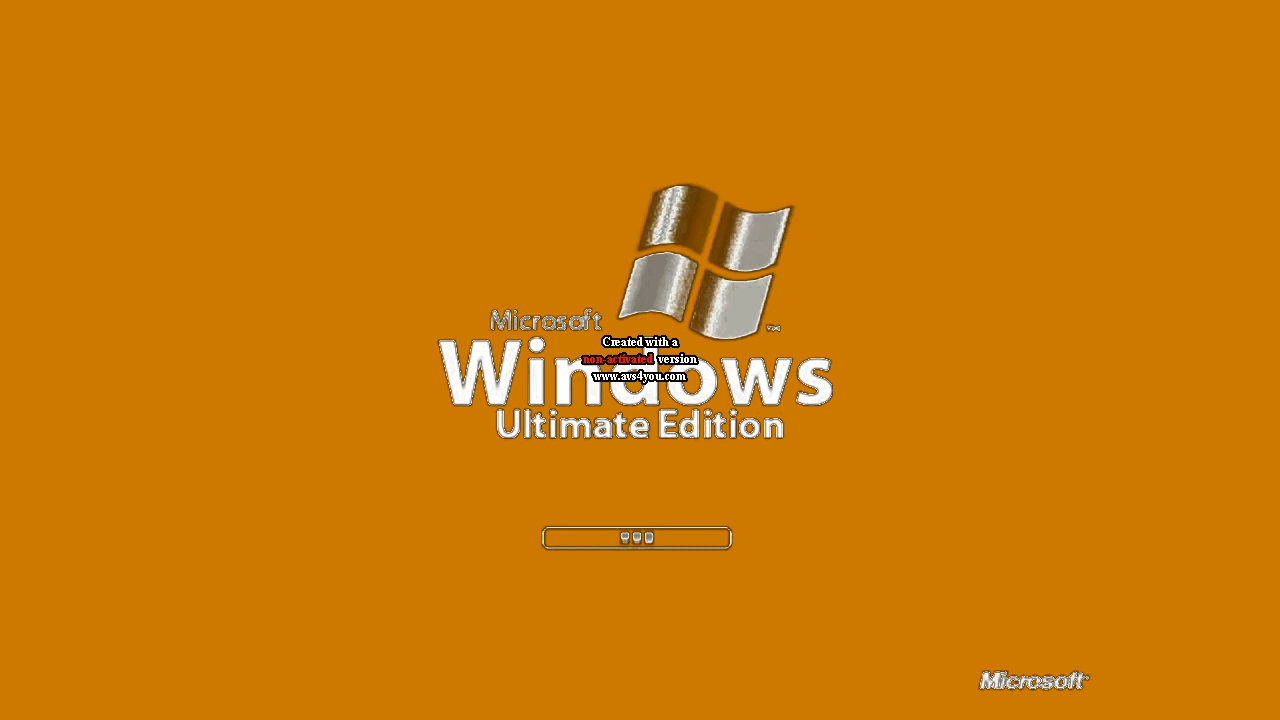 Microsoft
Created with a
non-activated version
www.avs4you.com
Windows
Ultimate Edition
Microsoft